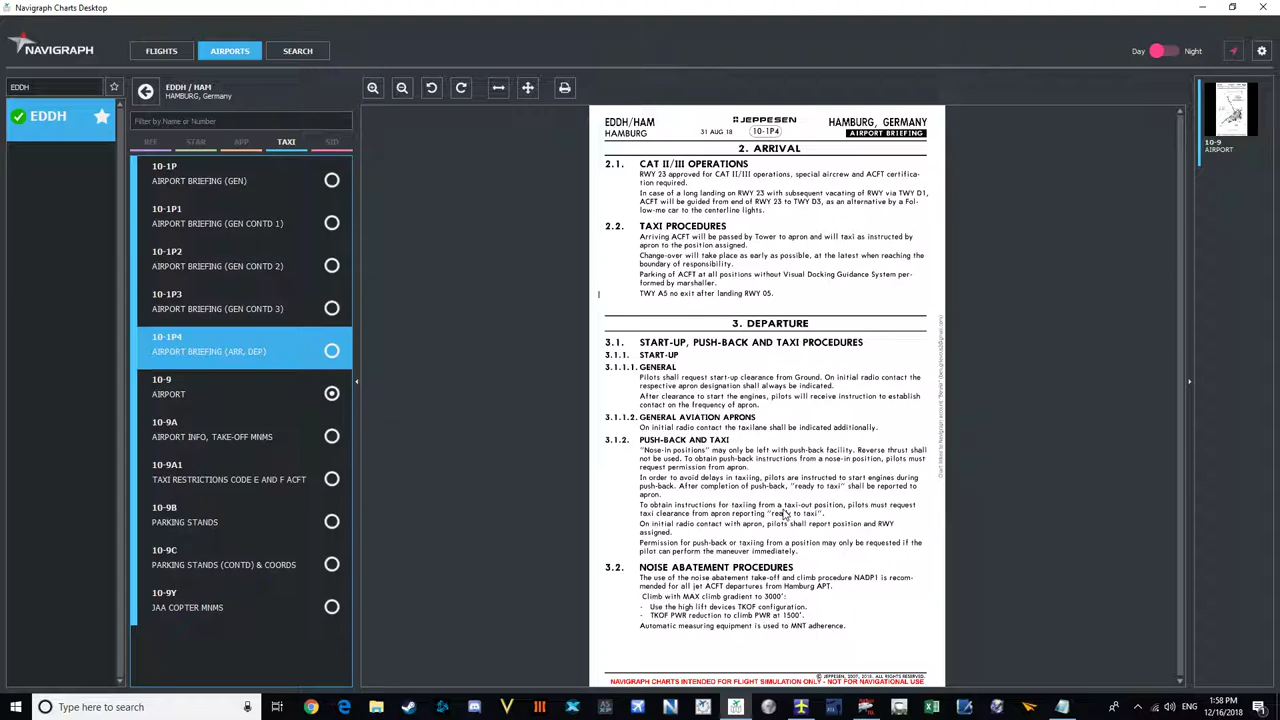 Navigraph Charts Desktop
NAVIGRAPH
FLIGHTS
AIRPORTS
SEARCH
Day
Night
EDDH
EDDH / HAM
HAMBURG, Germany
EDDH
Filter by Name or Number
REF
STAR
APP
TAXI
SID
10-1P
AIRPORT BRIEFING (GEN)
10-1P1
AIRPORT BRIEFING (GEN CONTD 1)
10-1P2
AIRPORT BRIEFING (GEN CONTD 2)
10-1P3
AIRPORT BRIEFING (GEN CONTD 3)
10-1P4
AIRPORT BRIEFING (ARR, DEP)
10-9
AIRPORT
10-9A
AIRPORT INFO, TAKE-OFF MNMS
10-9A1
TAXI RESTRICTIONS CODE E AND F ACFT
10-9B
PARKING STANDS
10-9C
PARKING STANDS (CONTD) & COORDS
10-9Y
JAA COPTER MNMS
EDDH/HAM
HAMBURG
JEPPESEN
31 AUG 18
10-1P4
HAMBURG, GERMANY
AIRPORT BRIEFING
2. ARRIVAL
2.1. CAT II/III OPERATIONS
RWY 23 approved for CAT II/III operations, special aircrew and ACFT certifica-
tion required.
In case of a long landing on RWY 23 with subsequent vacating of RWY via TWY D1,
ACFT will be guided from end of RWY 23 to TWY D3, as an alternative by a Fol-
low-me car to the centerline lights.
2.2. TAXI PROCEDURES
Arriving ACFT will be passed by Tower to apron and will taxi as instructed by
apron to the position assigned.
Change-over will take place as early as possible, at the latest when reaching the
boundary of responsibility.
Parking of ACFT at all positions without Visual Docking Guidance System per-
formed by marshaller.
TWY A5 no exit after landing RWY 05.
3. DEPARTURE
3.1. START-UP, PUSH-BACK AND TAXI PROCEDURES
3.1.1. START-UP
3.1.1.1. GENERAL
Pilots shall request start-up clearance from Ground. On initial radio contact the
respective apron designation shall always be indicated.
After clearance to start the engines, pilots will receive instruction to establish
contact on the frequency of apron.
3.1.1.2. GENERAL AVIATION APRONS
On initial radio contact the taxilane shall be indicated additionally.
3.1.2. PUSH-BACK AND TAXI
"Nose-in positions" may only be left with push-back facility. Reverse thrust shall
not be used. To obtain push-back instructions from a nose-in position, pilots must
request permission from apron.
In order to avoid delays in taxiing, pilots are instructed to start engines during
push-back. After completion of push-back, "ready to taxi" shall be reported to
apron.
To obtain instructions for taxiing from a taxi-out position, pilots must request
taxi clearance from apron reporting "ready to taxi".
On initial radio contact with apron, pilots shall report position and RWY
assigned.
Permission for push-back or taxiing from a position may only be requested if the
pilot can perform the maneuver immediately.
3.2. NOISE ABATEMENT PROCEDURES
The use of the noise abatement take-off and climb procedure NADP1 is recom-
mended for all jet ACFT departures from Hamburg APT.
Climb with MAX climb gradient to 3000':
- Use the high lift devices TKOF configuration.
- TKOF PWR reduction to climb PWR at 1500'.
Automatic measuring equipment is used to MNT adherence.
© JEPPESEN, 2007, 2018. ALL RIGHTS RESERVED.
NAVIGRAPH CHARTS INTENDED FOR FLIGHT SIMULATION ONLY - NOT FOR NAVIGATIONAL USE
10-9
AIRPORT
Type here to search
1:58 PM
12/16/2018